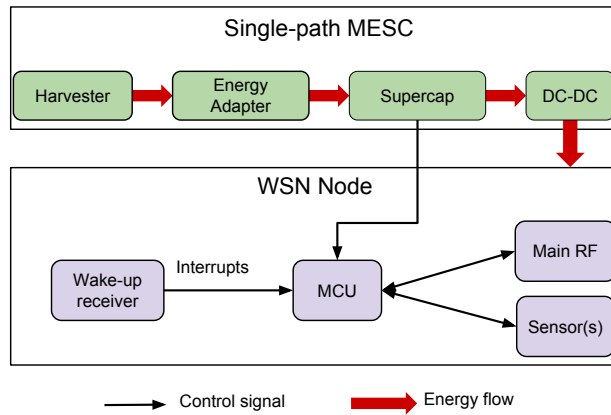 Single-path MESC
Harvester
Energy
Adapter
Supercap
DC-DC
WSN Node
Wake-up
receiver
Interrupts
MCU
Main RF
Sensor(s)
Control signal
Energy flow